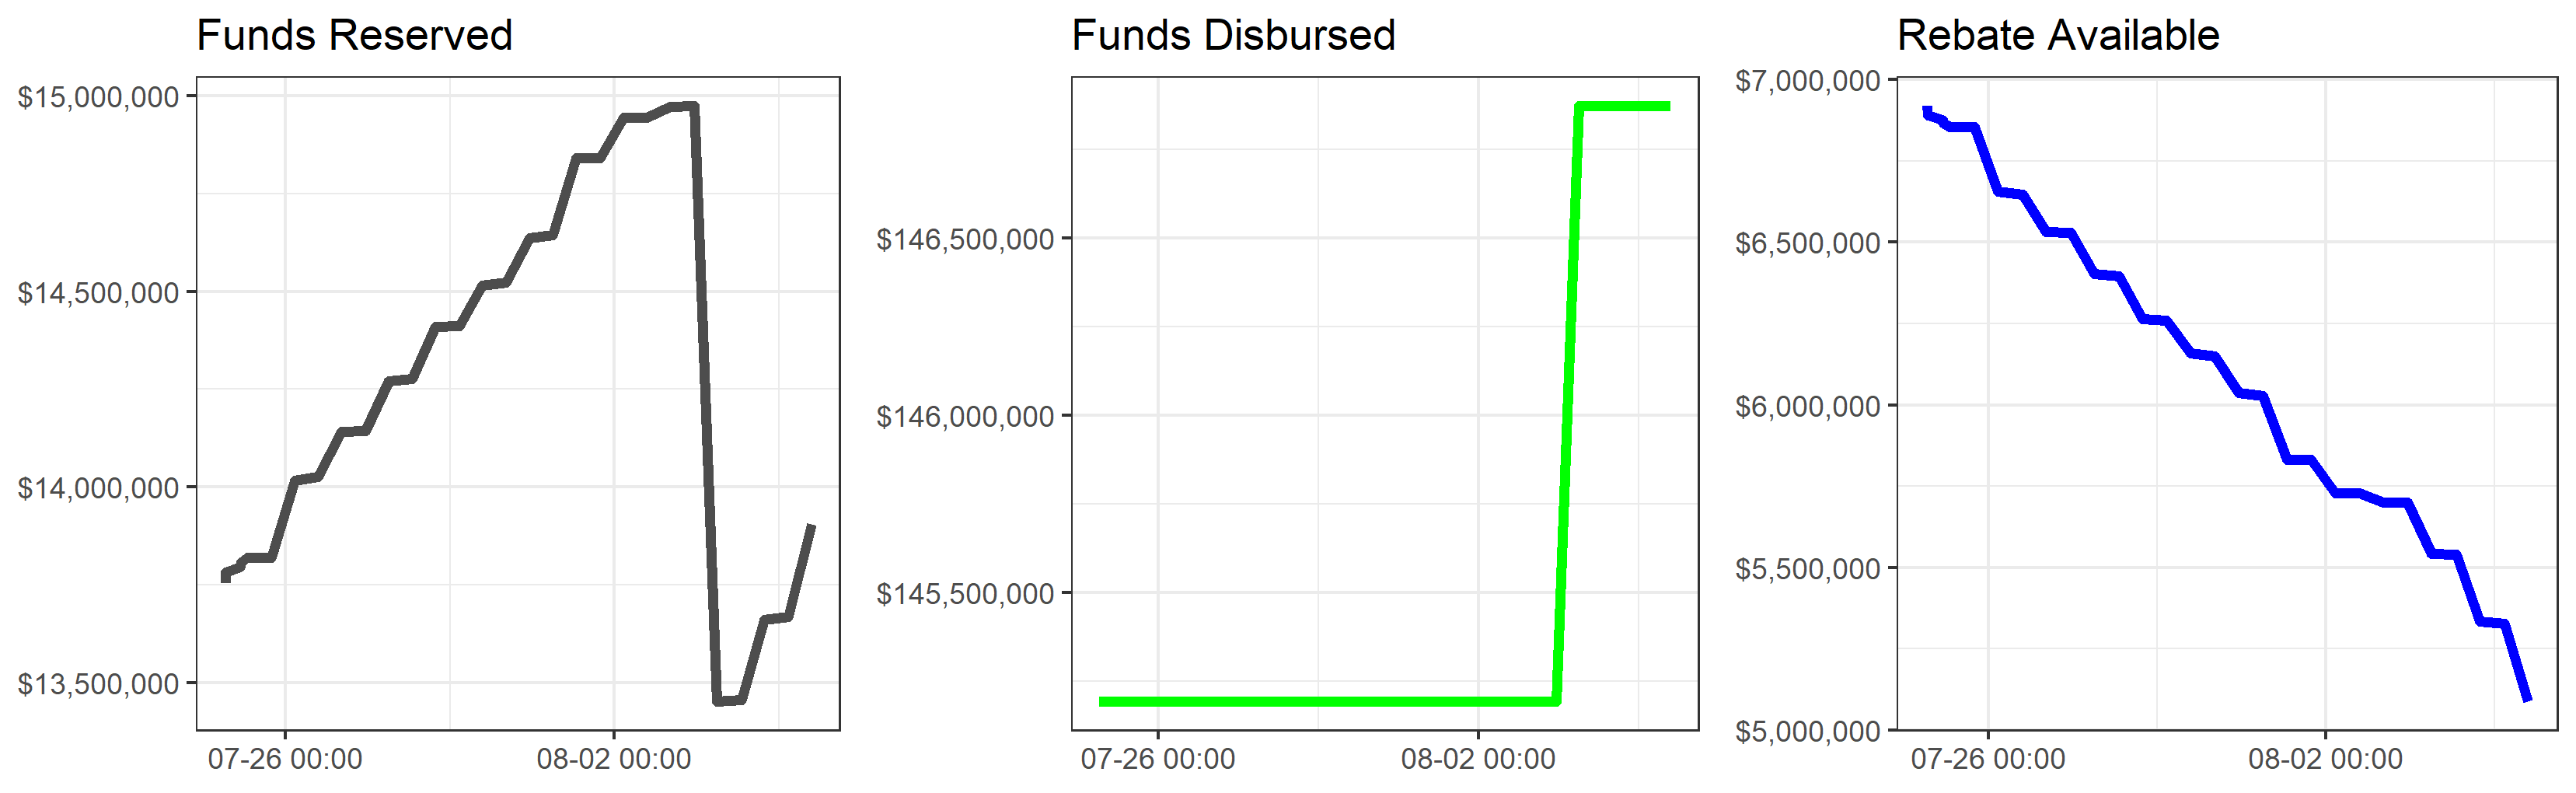 Funds Reserved
$15,000,000
$14,500,000
$14,000,000
$13,500,000
07-26 00:00 08-02 00:00
Funds Disbursed
$146,500,000
$146,000,000
$145,500,000
07-26 00:00 08-02 00:00
Rebate Available
$7,000,000
$6,500,000
$6,000,000
$5,500,000
$5,000,000
07-26 00:00 08-02 00:00